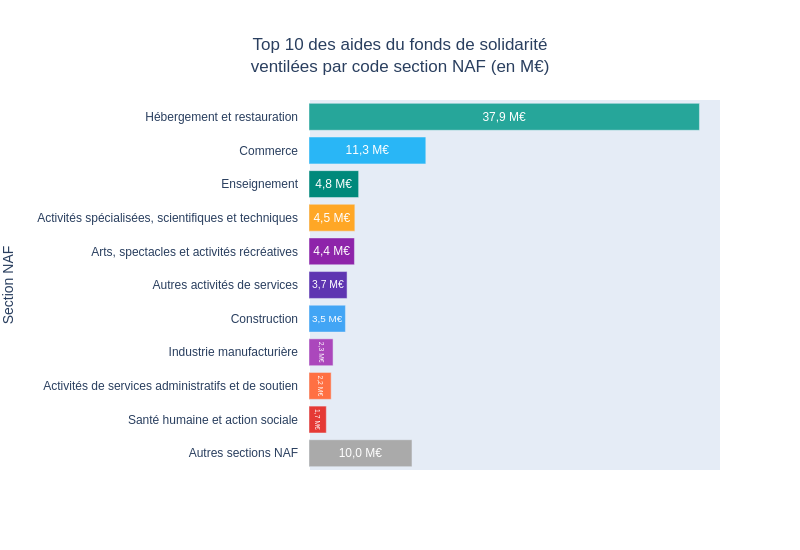 Top 10 des aides du fonds de solidarité
ventilées par code section NAF (en M€)
Section NAF
Hébergement et restauration 37,9 M€
Commerce 11,3 M€
Enseignement 4,8 M€
Activités spécialisées, scientifiques et techniques 4,5 M€
Arts, spectacles et activités récréatives 4,4 M€
Autres activités de services 3,7 M€
Construction 3,5 M€
Industrie manufacturière 2,3 M€
Activités de services administratifs et de soutien 2,2 M€
Santé humaine et action sociale 1,7 M€
Autres sections NAF 10,0 M€